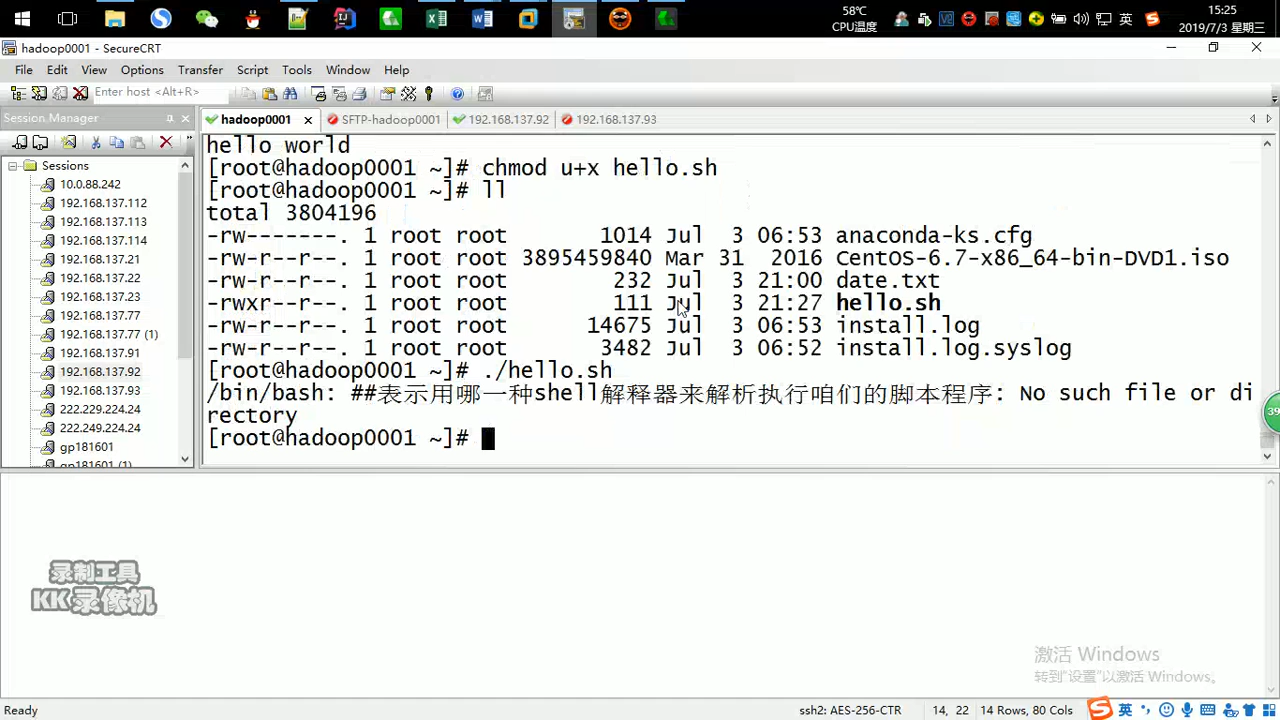 58℃
CPU温度
英
15:25
2019/7/3 星期三
hadoop0001 - SecureCRT
File Edit View Options Transfer Script Tools Window Help
Enter host <Alt+R>
Session Manager
hadoop0001 SFTP-hadoop0001 192.168.137.92 192.168.137.93
Sessions
10.0.88.242
192.168.137.112
192.168.137.113
192.168.137.114
192.168.137.21
192.168.137.22
192.168.137.23
192.168.137.77
192.168.137.77 (1)
192.168.137.91
192.168.137.92
192.168.137.93
222.229.224.24
222.249.224.24
gp181601
gp181601 (1)
hello world
[root@hadoop0001 ~]# chmod u+x hello.sh
[root@hadoop0001 ~]# ll
total 3804196
-rw-------. 1 root root 1014 Jul 3 06:53 anaconda-ks.cfg
-rw-r--r--. 1 root root 3895459840 Mar 31 2016 CentOS-6.7-x86_64-bin-DVD1.iso
-rw-r--r--. 1 root root 232 Jul 3 21:00 date.txt
-rwxr--r--. 1 root root 111 Jul 3 21:27 hello.sh
-rw-r--r--. 1 root root 14675 Jul 3 06:53 install.log
-rw-r--r--. 1 root root 3482 Jul 3 06:52 install.log.syslog
[root@hadoop0001 ~]# ./hello.sh
/bin/bash: ##表示用哪一种shell解释器来解析执行咱们的脚本程序: No such file or di
rectory
[root@hadoop0001 ~]#
39
录制工具
KK录像机
激活 Windows
转到“设置”以激活 Windows。
Ready
ssh2: AES-256-CTR
14, 22
14 Rows, 80 Cols
英